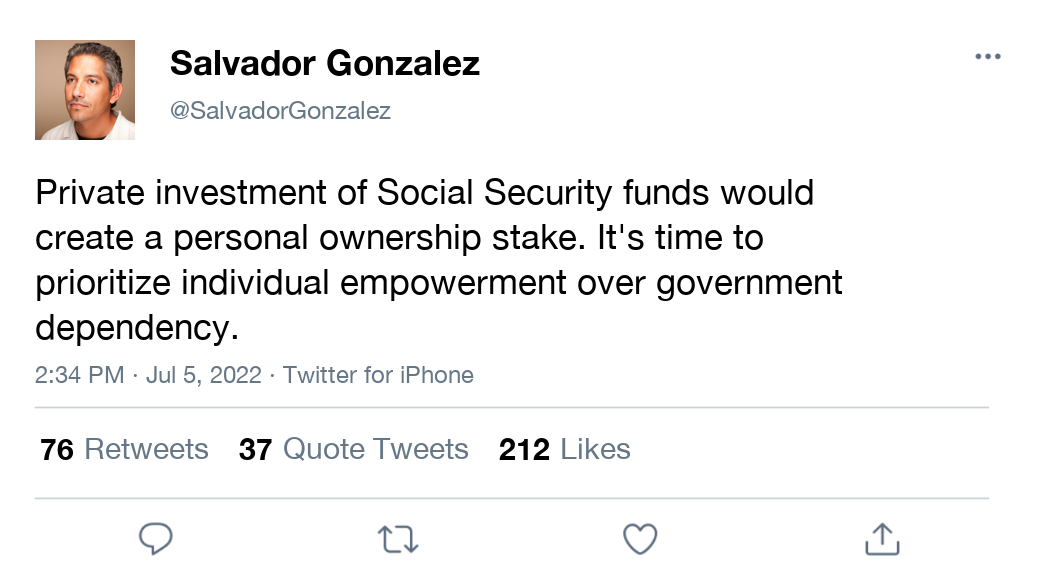 Salvador Gonzalez
@SalvadorGonzalez
Private investment of Social Security funds would
create a personal ownership stake. It's time to
prioritize individual empowerment over government
dependency.
2:34 PM · Jul 5, 2022 · Twitter for iPhone
76 Retweets 37 Quote Tweets 212 Likes